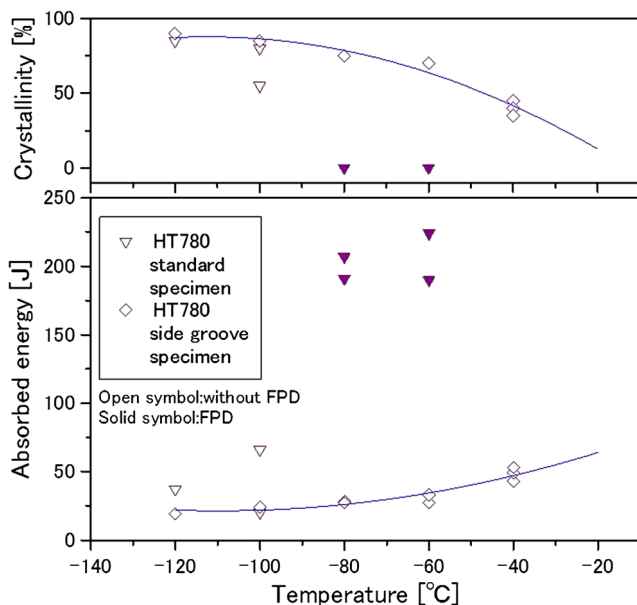 Crystallinity [%]
100
50
0
Absorbed energy [J]
250
200
150
100
50
0
HT780
standard
specimen
HT780
side groove
specimen
Open symbol:without FPD
Solid symbol:FPD
-140 -120 -100 -80 -60 -40 -20
Temperature [°C]